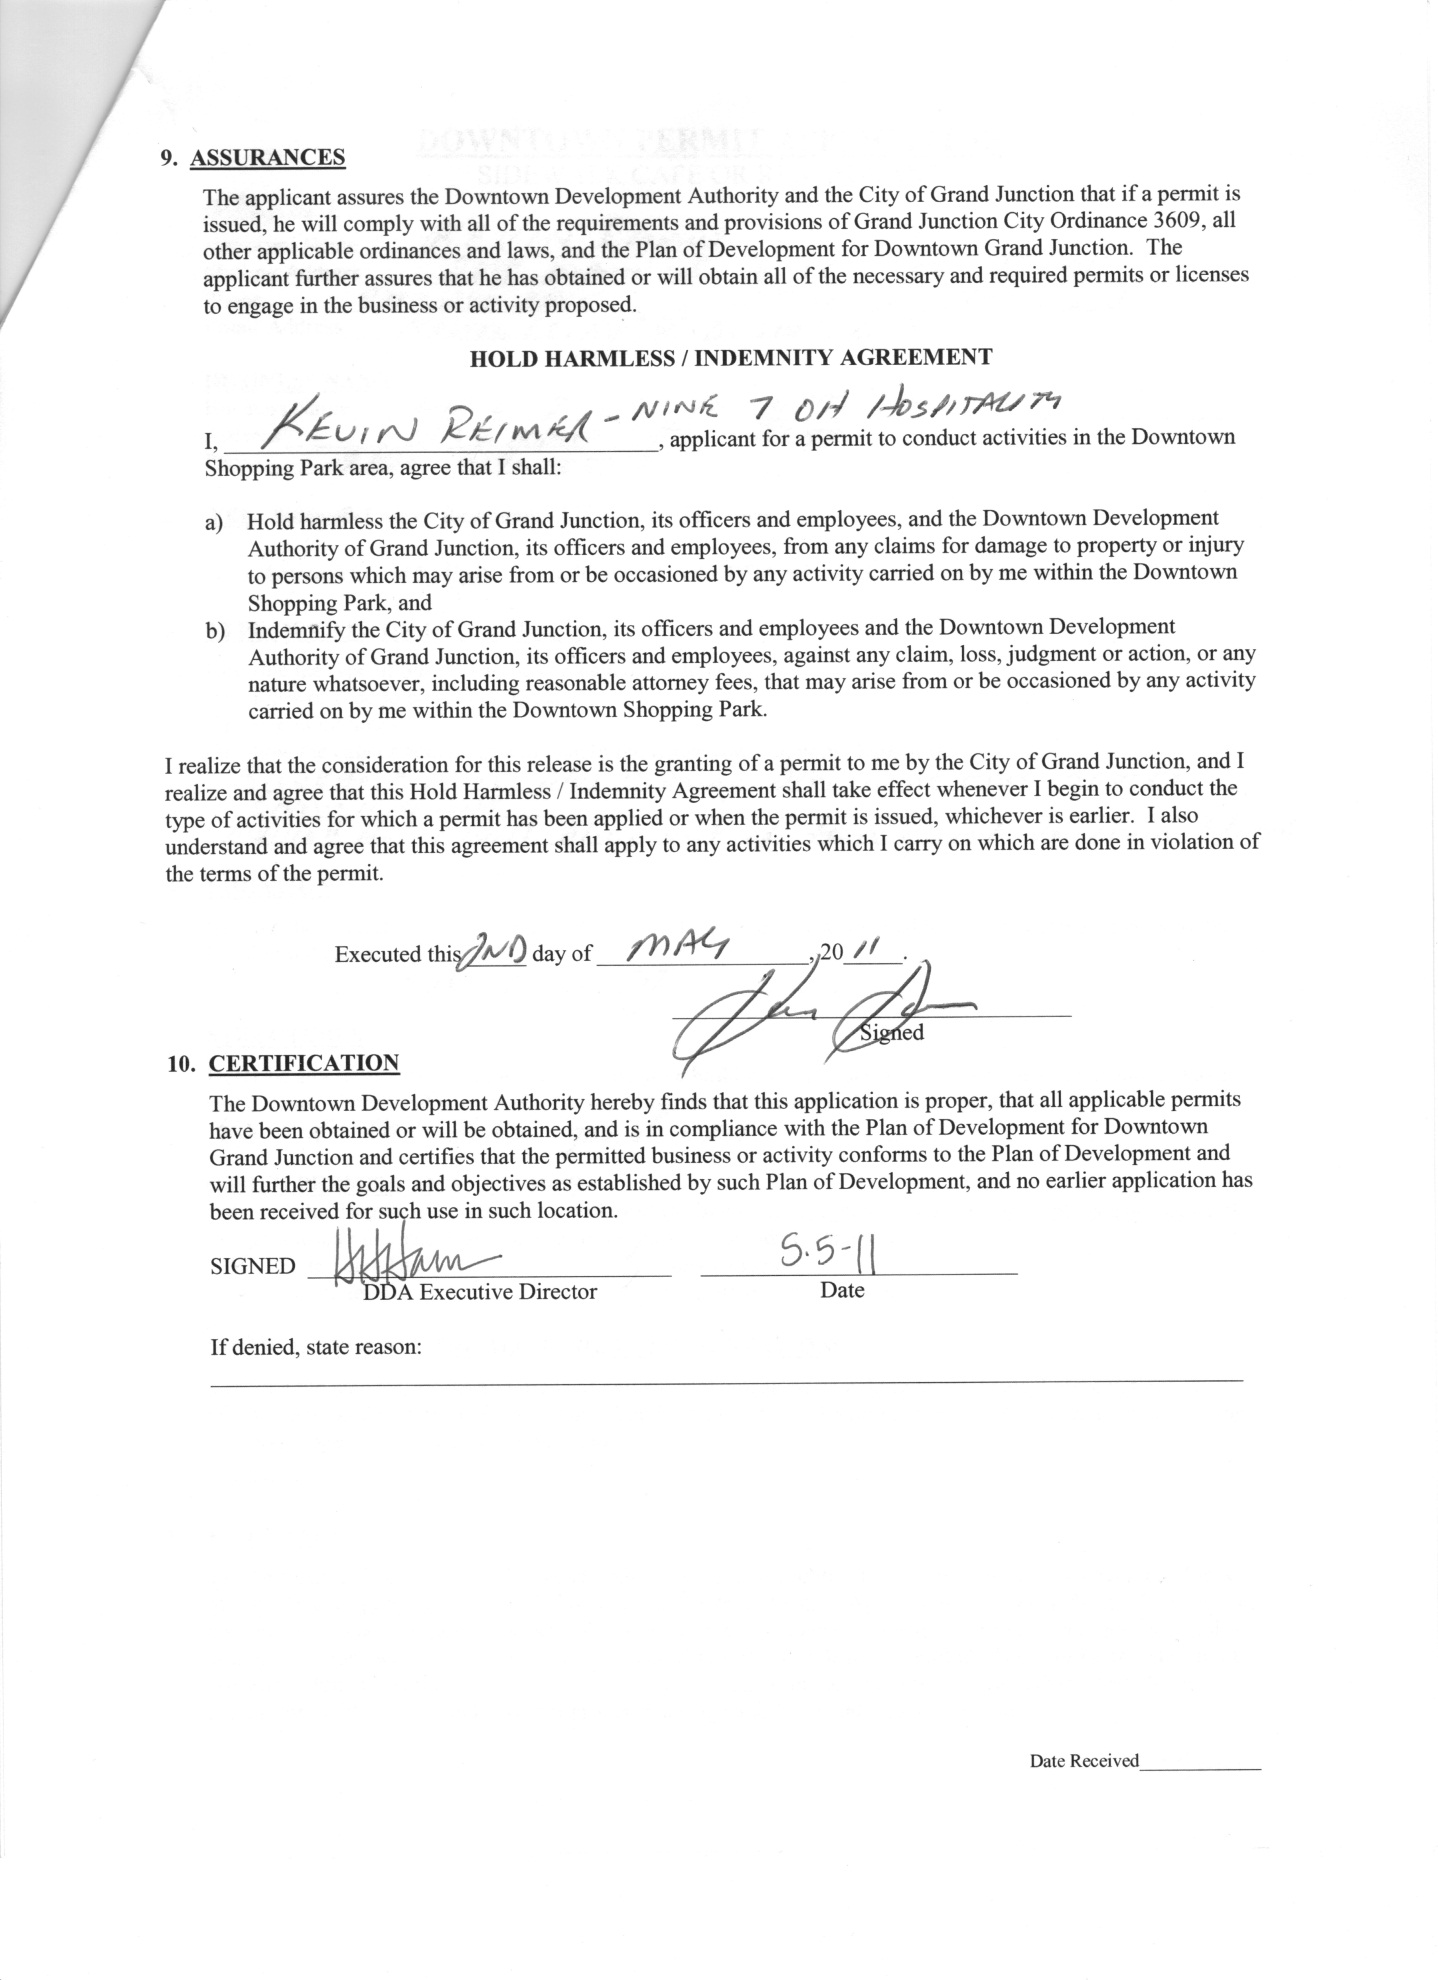 9. ASSURANCES
The applicant assures the Downtown Development Authority and the City of Grand Junction that if a permit is
issued, he will comply with all of the requirements and provisions of Grand Junction City Ordinance 3609, all
other applicable ordinances and laws, and the Plan of Development for Downtown Grand Junction. The
applicant further assures that he has obtained or will obtain all of the necessary and required permits or licenses
to engage in the business or activity proposed.
HOLD HARMLESS / INDEMNITY AGREEMENT
I, KEVIN REIMER - NINE 7 OH HOSPITALITY, applicant for a permit to conduct activities in the Downtown
Shopping Park area, agree that I shall:
a) Hold harmless the City of Grand Junction, its officers and employees, and the Downtown Development
Authority of Grand Junction, its officers and employees, from any claims for damage to property or injury
to persons which may arise from or be occasioned by any activity carried on by me within the Downtown
Shopping Park, and
b) Indemnify the City of Grand Junction, its officers and employees and the Downtown Development
Authority of Grand Junction, its officers and employees, against any claim, loss, judgment or action, or any
nature whatsoever, including reasonable attorney fees, that may arise from or be occasioned by any activity
carried on by me within the Downtown Shopping Park.
I realize that the consideration for this release is the granting of a permit to me by the City of Grand Junction, and I
realize and agree that this Hold Harmless / Indemnity Agreement shall take effect whenever I begin to conduct the
type of activities for which a permit has been applied or when the permit is issued, whichever is earlier. I also
understand and agree that this agreement shall apply to any activities which I carry on which are done in violation of
the terms of the permit.
Executed this 2ND day of MAY, 20 11.
Signed
10. CERTIFICATION
The Downtown Development Authority hereby finds that this application is proper, that all applicable permits
have been obtained or will be obtained, and is in compliance with the Plan of Development for Downtown
Grand Junction and certifies that the permitted business or activity conforms to the Plan of Development and
will further the goals and objectives as established by such Plan of Development, and no earlier application has
been received for such use in such location.
SIGNED 5.5-11
DDA Executive Director Date
If denied, state reason:
Date Received